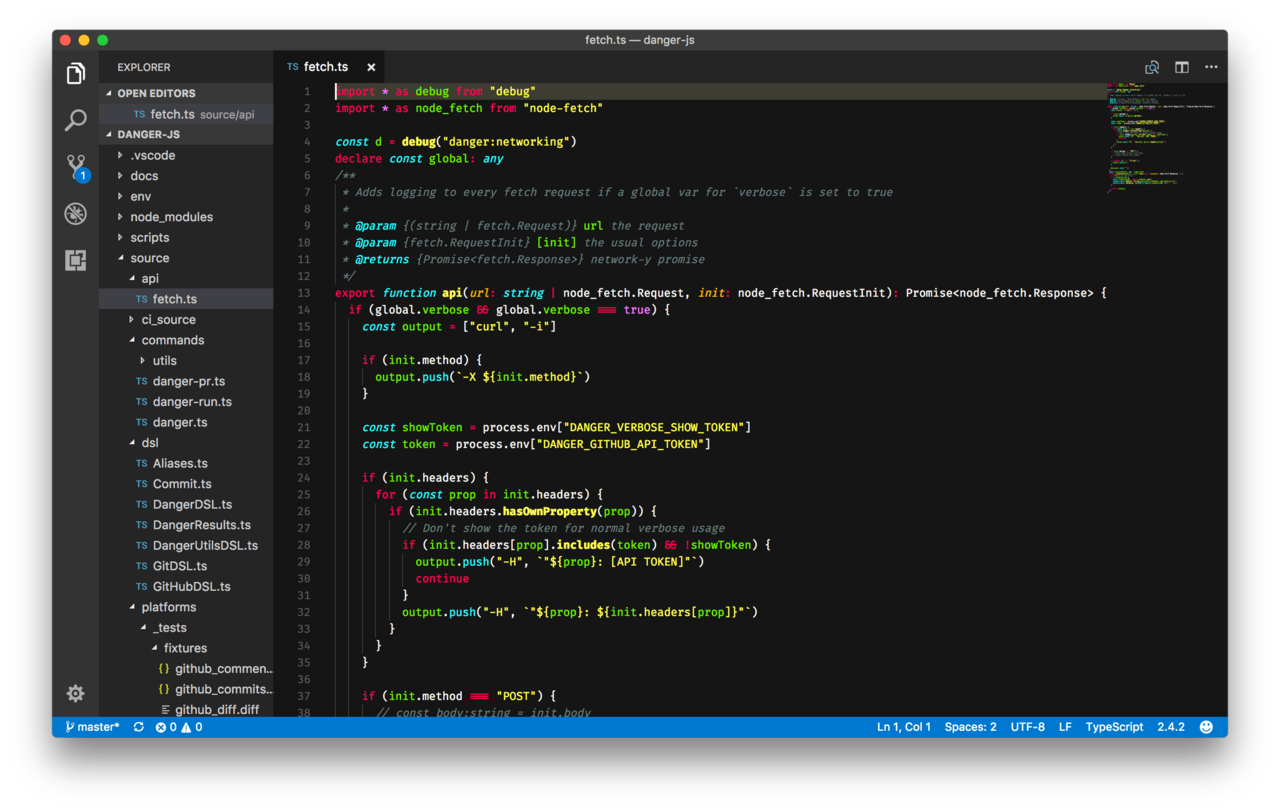 fetch.ts — danger-js
EXPLORER
OPEN EDITORS
TS fetch.ts source/api
DANGER-JS
.vscode
docs
env
node_modules
scripts
source
api
TS fetch.ts
ci_source
commands
utils
TS danger-pr.ts
TS danger-run.ts
TS danger.ts
dsl
TS Aliases.ts
TS Commit.ts
TS DangerDSL.ts
TS DangerResults.ts
TS DangerUtilsDSL.ts
TS GitDSL.ts
TS GitHubDSL.ts
platforms
_tests
fixtures
{} github_commen...
{} github_commits...
github_diff.diff
1
TS fetch.ts ×
1 import * as debug from "debug"
2 import * as node_fetch from "node-fetch"
3
4 const d = debug("danger:networking")
5 declare const global: any
6 /**
7  * Adds logging to every fetch request if a global var for `verbose` is set to true
8  *
9  * @param {(string | fetch.Request)} url the request
10  * @param {fetch.RequestInit} [init] the usual options
11  * @returns {Promise<fetch.Response>} network-y promise
12  */
13 export function api(url: string | node_fetch.Request, init: node_fetch.RequestInit): Promise<node_fetch.Response> {
14   if (global.verbose && global.verbose === true) {
15     const output = ["curl", "-i"]
16
17     if (init.method) {
18       output.push(`-X ${init.method}`)
19     }
20
21     const showToken = process.env["DANGER_VERBOSE_SHOW_TOKEN"]
22     const token = process.env["DANGER_GITHUB_API_TOKEN"]
23
24     if (init.headers) {
25       for (const prop in init.headers) {
26         if (init.headers.hasOwnProperty(prop)) {
27           // Don't show the token for normal verbose usage
28           if (init.headers[prop].includes(token) && !showToken) {
29             output.push("-H", `"${prop}: [API TOKEN]"`)
30             continue
31           }
32           output.push("-H", `"${prop}: ${init.headers[prop]}"`)
33         }
34       }
35     }
36
37     if (init.method === "POST") {
38       // const body:string = init.body
master* 0 0
Ln 1, Col 1 Spaces: 2 UTF-8 LF TypeScript 2.4.2